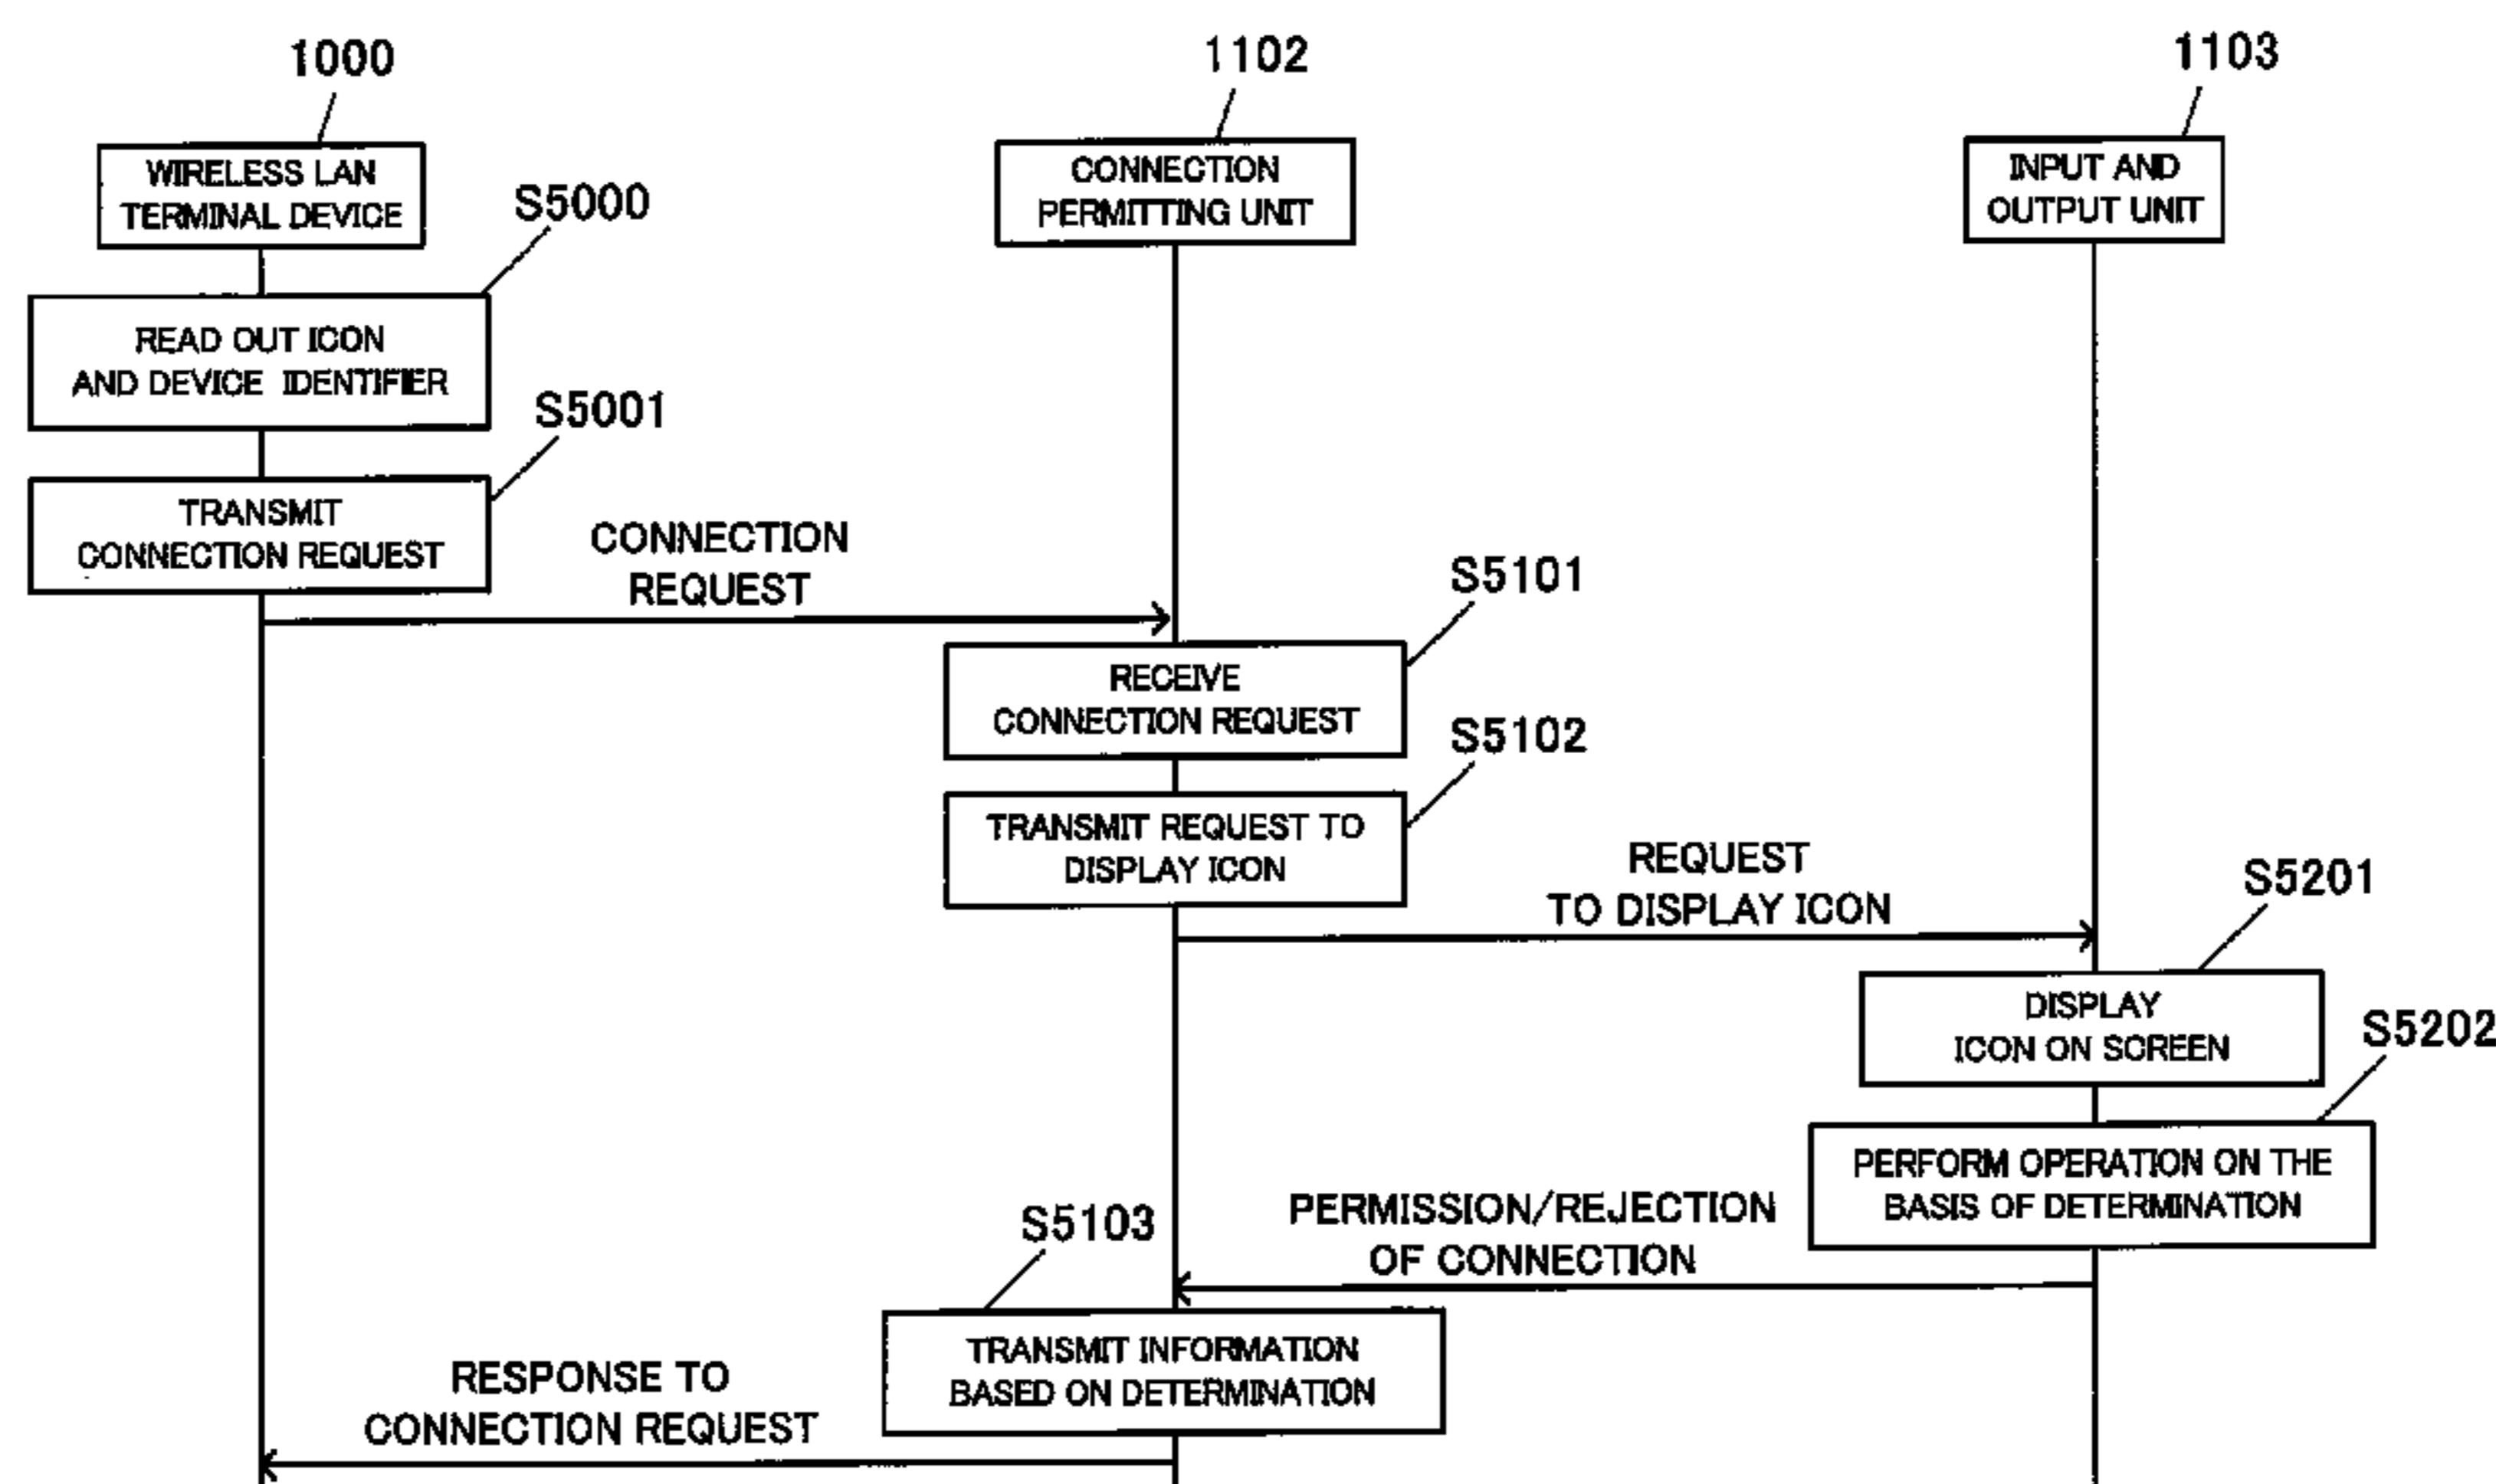 1000
1102
1103
WIRELESS LAN
TERMINAL DEVICE
CONNECTION
PERMITTING UNIT
INPUT AND
OUTPUT UNIT
S5000
READ OUT ICON
AND DEVICE IDENTIFIER
S5001
TRANSMIT
CONNECTION REQUEST
CONNECTION
REQUEST
S5101
RECEIVE
CONNECTION REQUEST
S5102
TRANSMIT REQUEST TO
DISPLAY ICON
REQUEST
TO DISPLAY ICON
S5201
DISPLAY
ICON ON SCREEN
S5202
PERFORM OPERATION ON THE
BASIS OF DETERMINATION
PERMISSION/REJECTION
OF CONNECTION
S5103
TRANSMIT INFORMATION
BASED ON DETERMINATION
RESPONSE TO
CONNECTION REQUEST